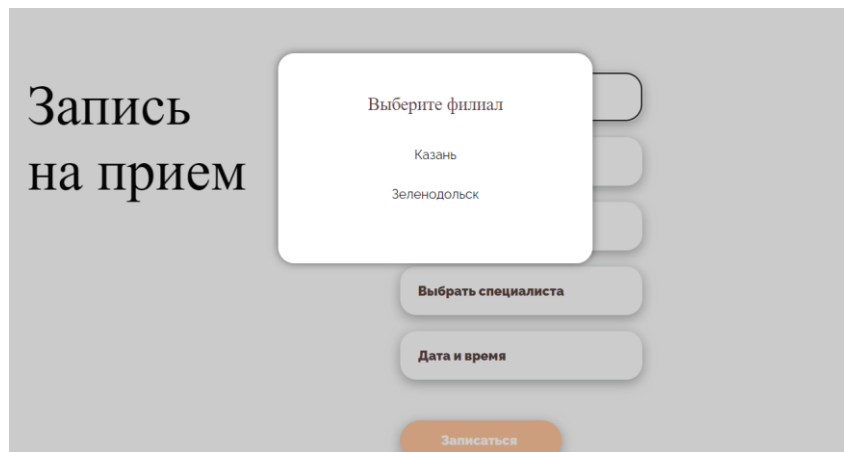 Запись
на прием
Выберите филиал
Казань
Зеленодольск
Выбрать специалиста
Дата и время
Записаться